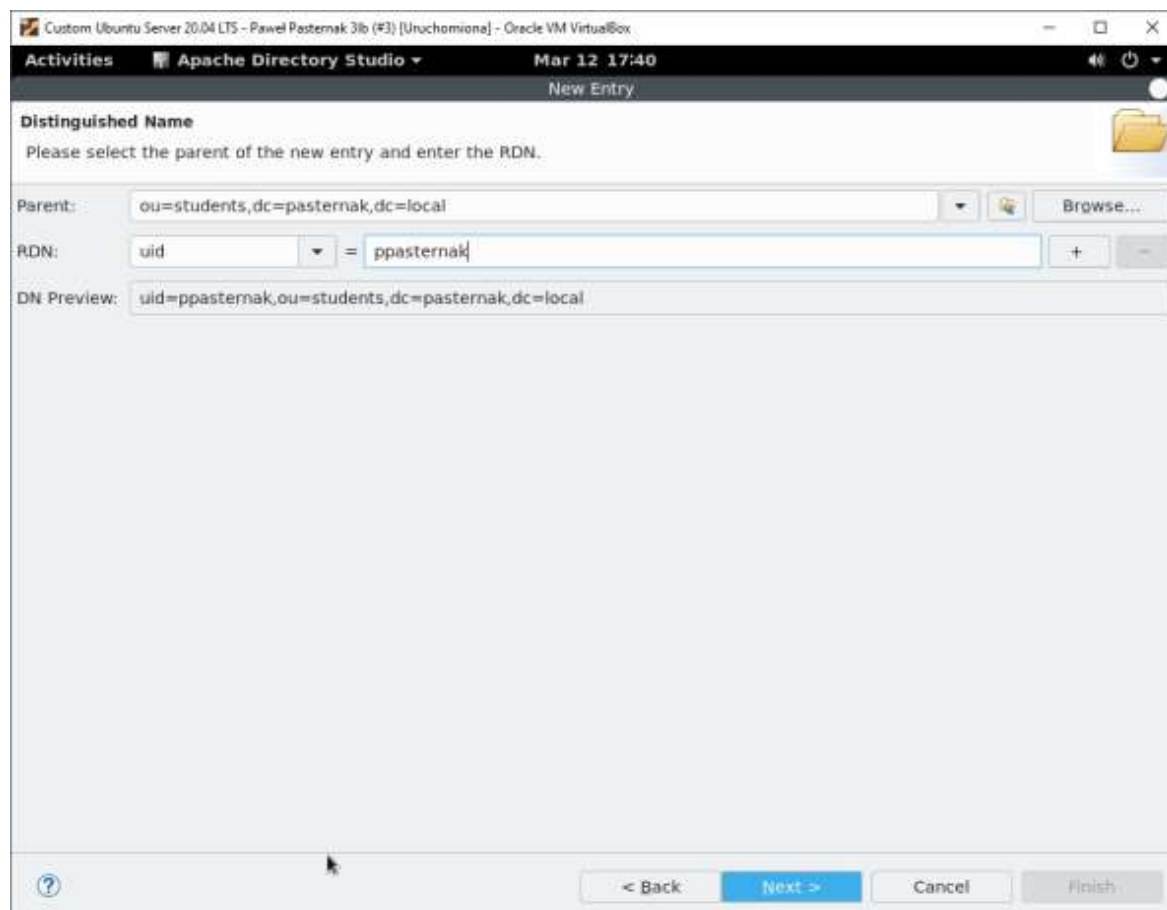 Custom Ubuntu Server 20.04 LTS - Paweł Pasternak 3Ib (#3) [Uruchomiona] - Oracle VM VirtualBox
Activities Apache Directory Studio Mar 12 17:40
New Entry
Distinguished Name
Please select the parent of the new entry and enter the RDN.
Parent: ou=students,dc=pasternak,dc=local Browse...
RDN: uid = ppasternak + -
DN Preview: uid=ppasternak,ou=students,dc=pasternak,dc=local
? < Back Next > Cancel Finish